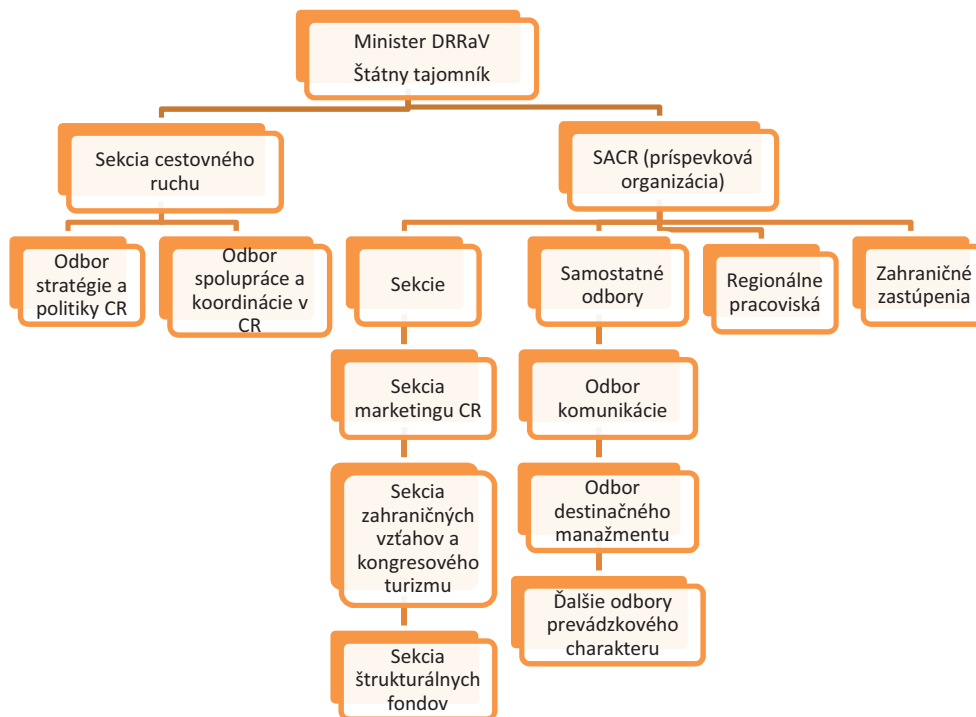 Minister DRRaV
Štátny tajomník
Sekcia cestovného
ruchu
SACR (príspevková
organizácia)
Odbor
stratégie a
politiky CR
Odbor
spolupráce a
koordinácie v
CR
Sekcie
Samostatné
odbory
Regionálne
pracoviská
Zahraničné
zastúpenia
Sekcia
marketingu CR
Odbor
komunikácie
Sekcia
zahraničných
vzťahov a
kongresového
turizmu
Odbor
destinačného
manažmentu
Ďalšie odbory
prevádzkového
charakteru
Sekcia
štrukturálnych
fondov